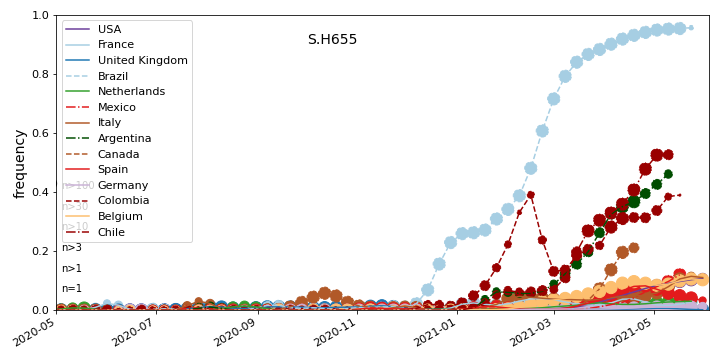 S.H655
frequency
1.0
0.8
0.6
0.4
0.2
0.0
USA
France
United Kingdom
Brazil
Netherlands
Mexico
Italy
Argentina
Canada
Spain
Germany
Colombia
Belgium
Chile
n>100
n>30
n>10
n>3
n>1
n=1
2020-05
2020-07
2020-09
2020-11
2021-01
2021-03
2021-05